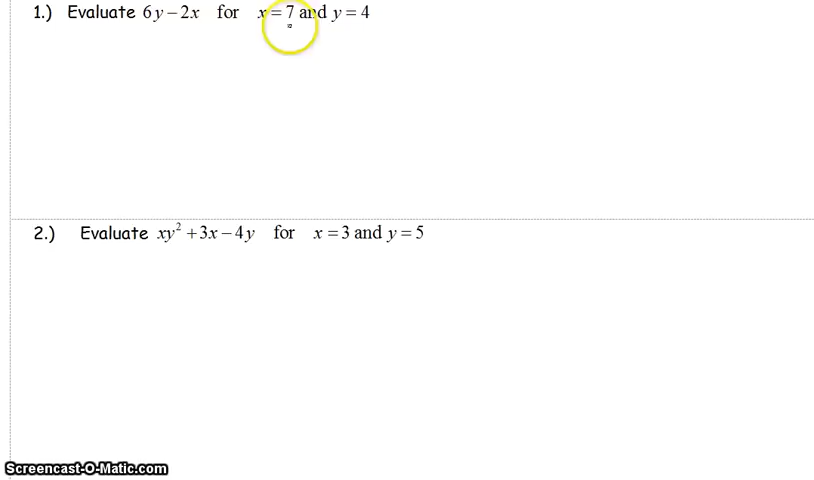 1.) Evaluate 6y − 2x for x = 7 and y = 4
2.) Evaluate xy² + 3x − 4y for x = 3 and y = 5
Screencast-O-Matic.com